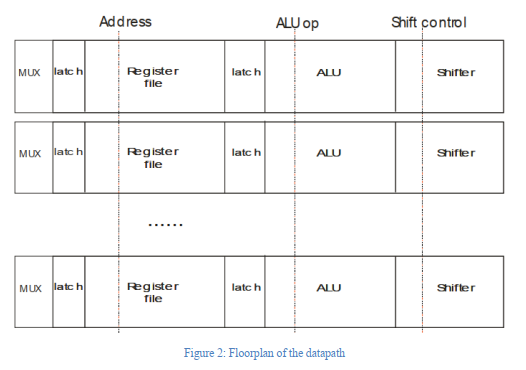 Address ALU op Shift control
MUX latch Register file latch ALU Shifter
MUX latch Register file latch ALU Shifter
......
MUX latch Register file latch ALU Shifter
Figure 2: Floorplan of the datapath